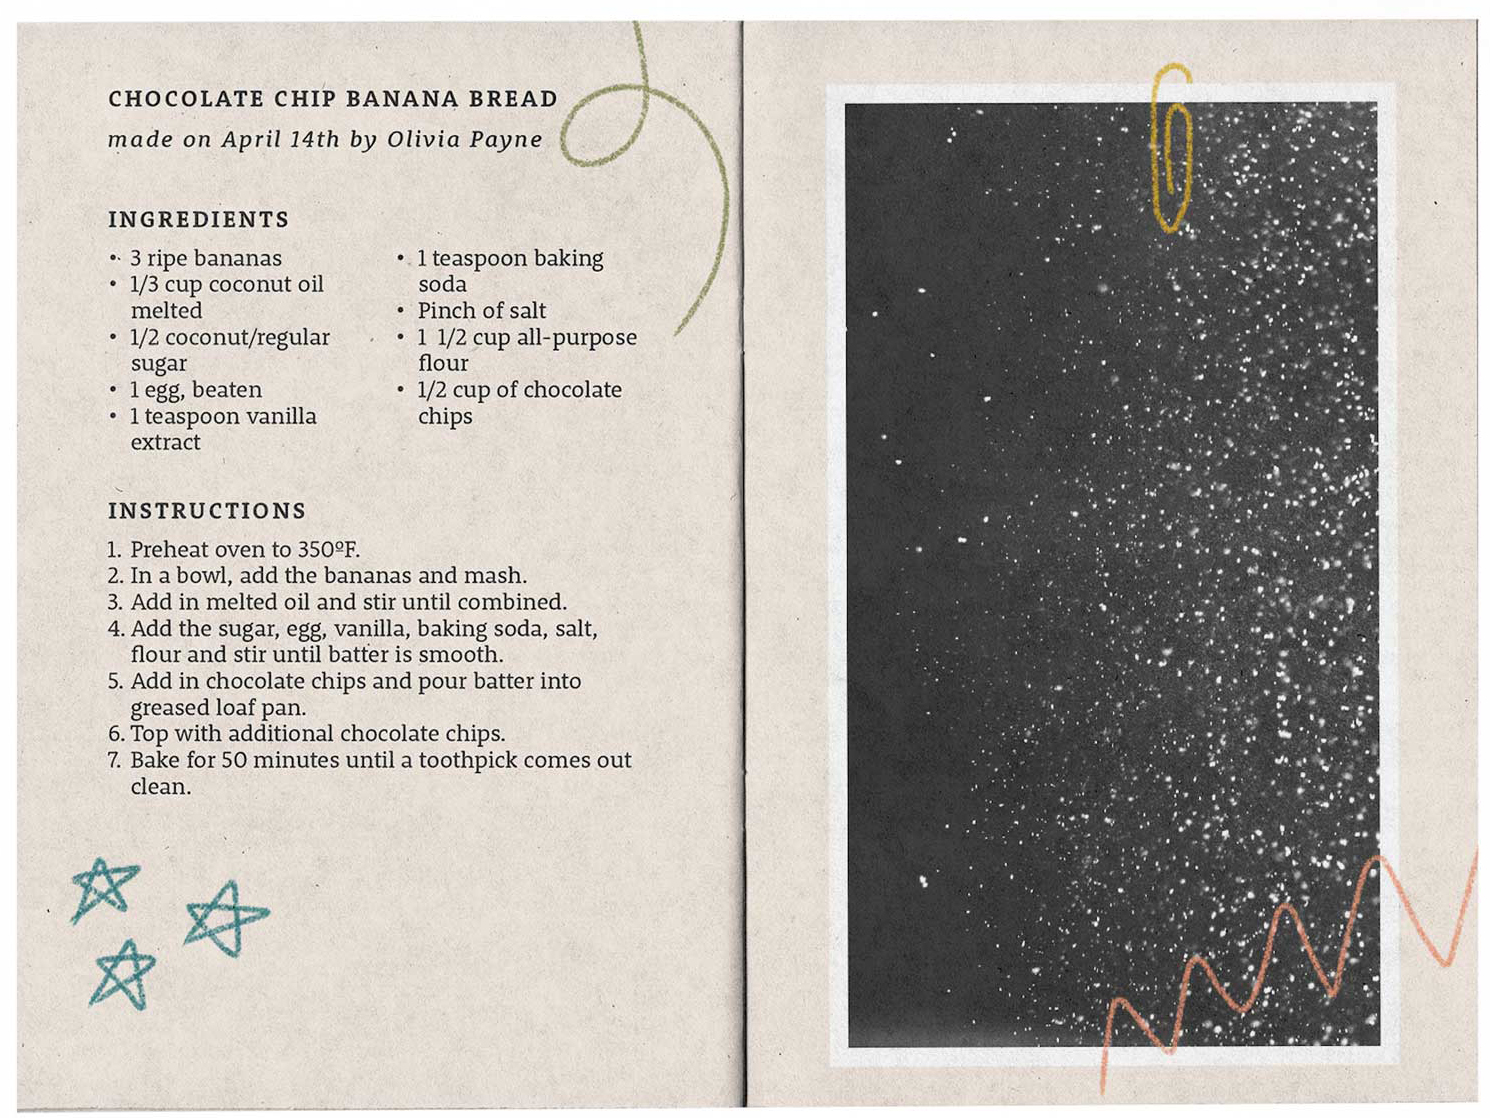 CHOCOLATE CHIP BANANA BREAD
made on April 14th by Olivia Payne
INGREDIENTS
• 3 ripe bananas
• 1/3 cup coconut oil
melted
• 1/2 coconut/regular
sugar
• 1 egg, beaten
• 1 teaspoon vanilla
extract
• 1 teaspoon baking
soda
• Pinch of salt
• 1 1/2 cup all-purpose
flour
• 1/2 cup of chocolate
chips
INSTRUCTIONS
1. Preheat oven to 350ºF.
2. In a bowl, add the bananas and mash.
3. Add in melted oil and stir until combined.
4. Add the sugar, egg, vanilla, baking soda, salt,
flour and stir until batter is smooth.
5. Add in chocolate chips and pour batter into
greased loaf pan.
6. Top with additional chocolate chips.
7. Bake for 50 minutes until a toothpick comes out
clean.